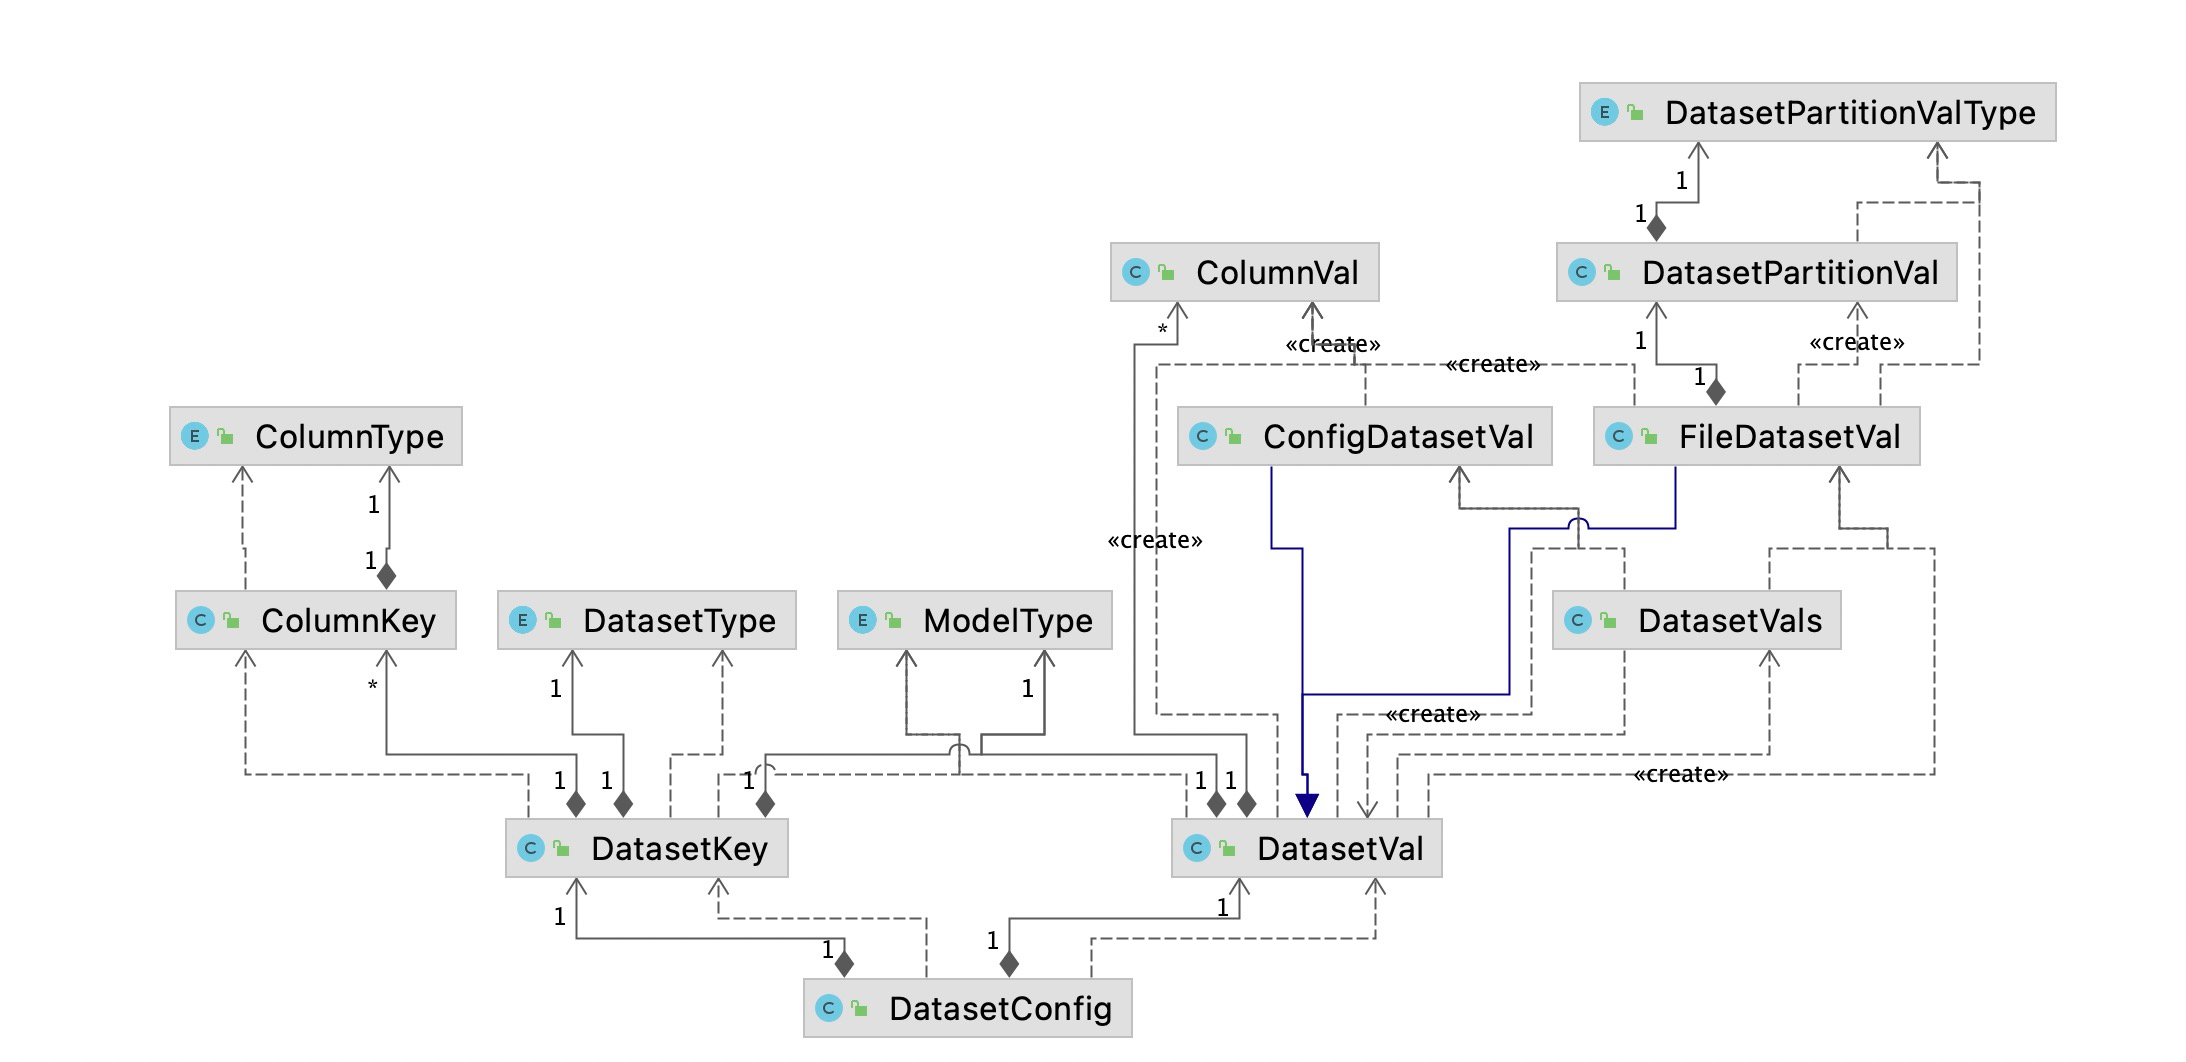 E DatasetPartitionValType
1
1
C ColumnVal
C DatasetPartitionVal
*
1
«create»
«create»
«create»
1
E ColumnType
C ConfigDatasetVal
C FileDatasetVal
1
«create»
1
C ColumnKey
E DatasetType
E ModelType
C DatasetVals
*
1
1
«create»
1
1
1
1
1
«create»
C DatasetKey
C DatasetVal
1
1
1
1
C DatasetConfig